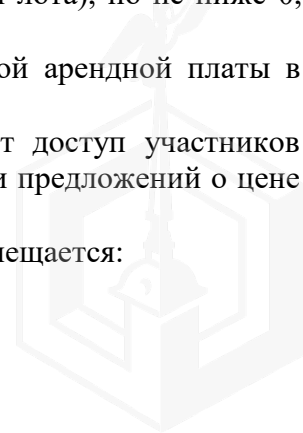 лота), но не ниже 0,
ой арендной платы в
т доступ участников
и предложений о цене
мещается: